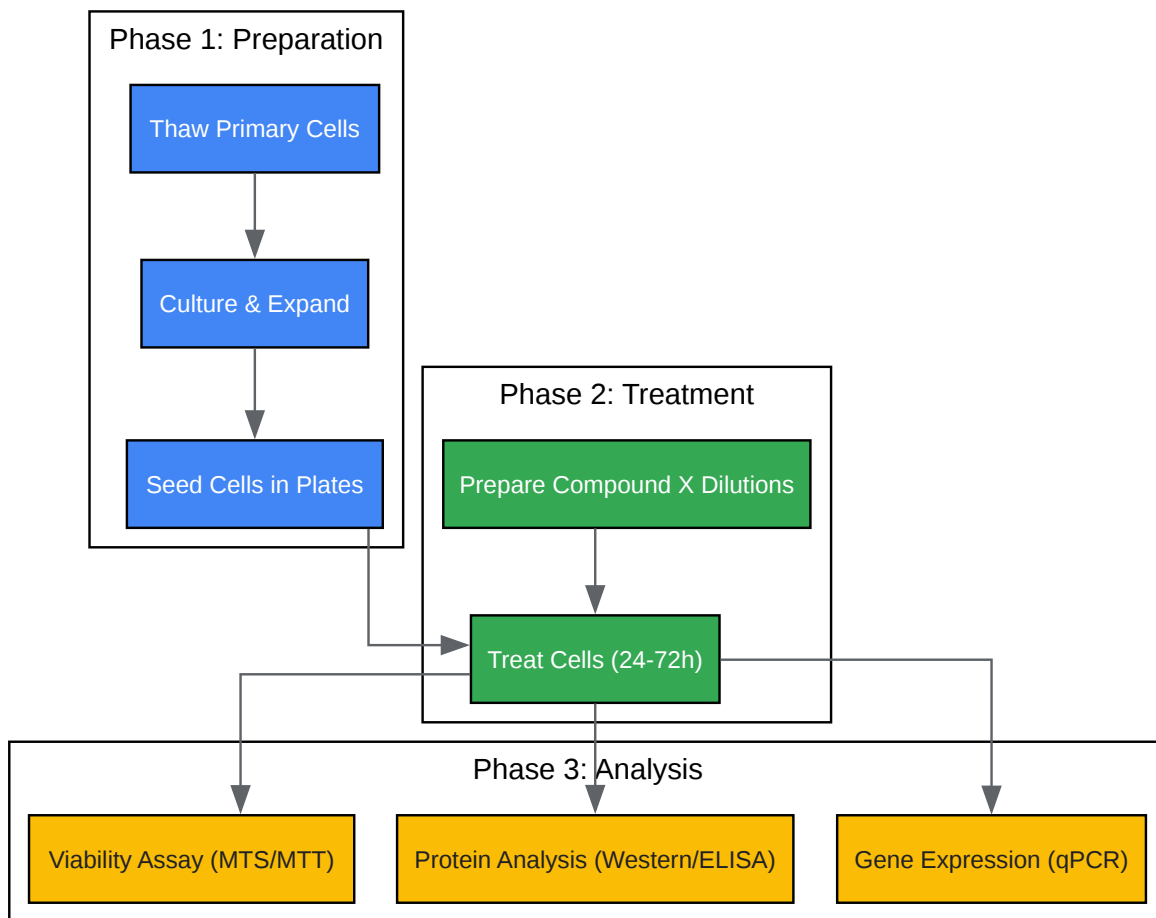 Phase 1: Preparation
Thaw Primary Cells
Culture & Expand
Seed Cells in Plates
Phase 2: Treatment
Prepare Compound X Dilutions
Treat Cells (24-72h)
Phase 3: Analysis
Viability Assay (MTS/MTT)
Protein Analysis (Western/ELISA)
Gene Expression (qPCR)